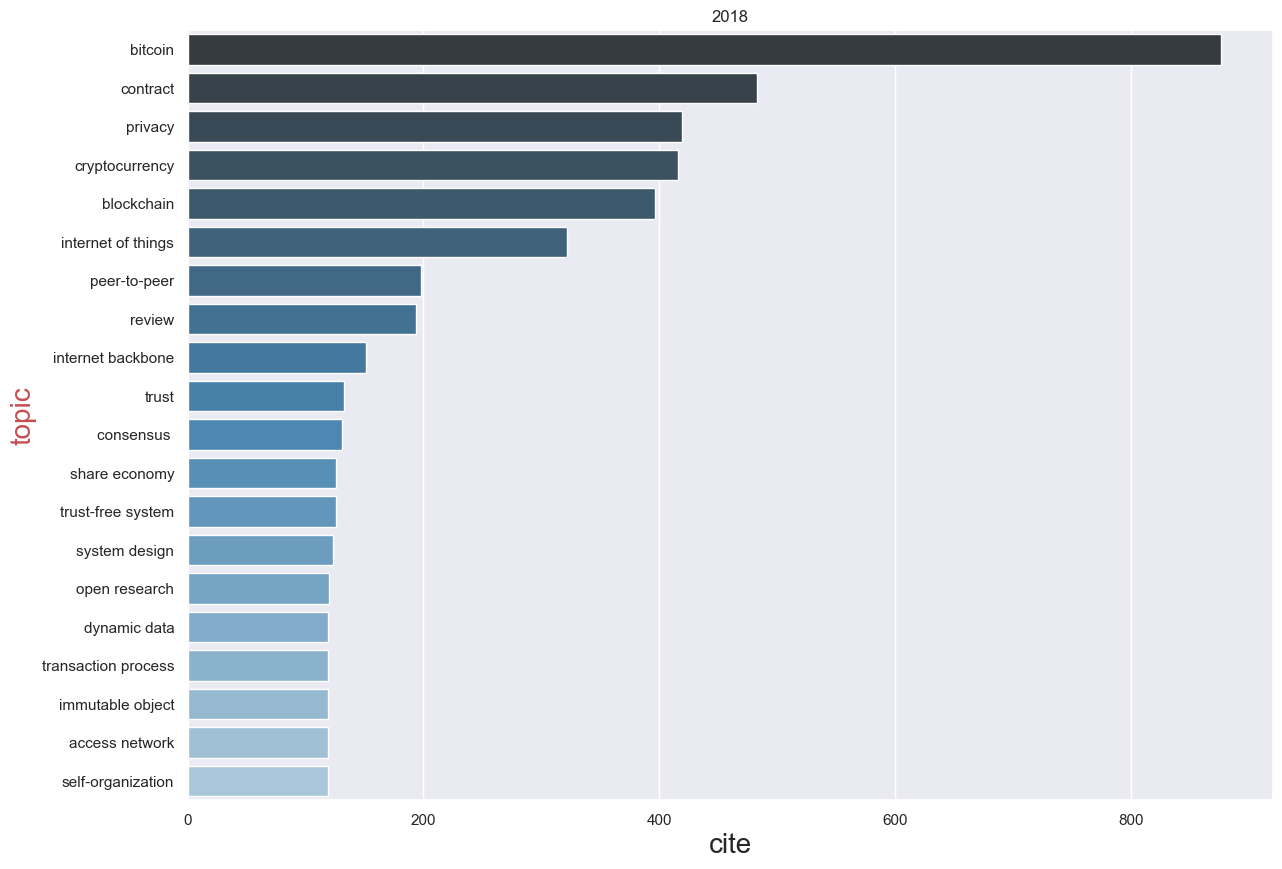 2018
bitcoin
contract
privacy
cryptocurrency
blockchain
internet of things
peer-to-peer
review
internet backbone
trust
consensus
share economy
trust-free system
system design
open research
dynamic data
transaction process
immutable object
access network
self-organization
topic
0 200 400 600 800
cite